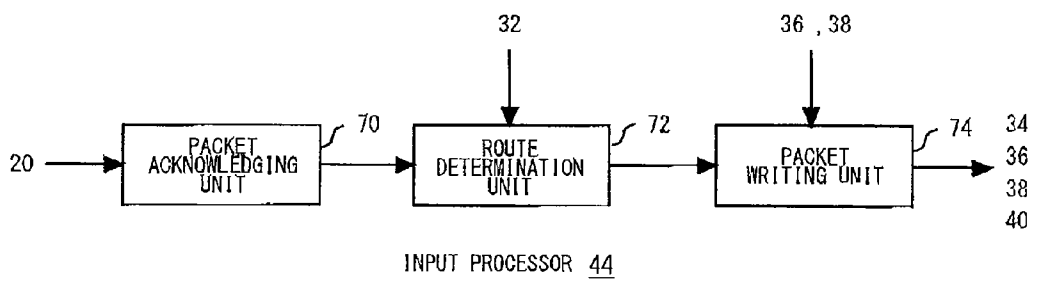 32
36 , 38
20
PACKET
ACKNOWLEDGING
UNIT
70
ROUTE
DETERMINATION
UNIT
72
PACKET
WRITING UNIT
74
34
36
38
40
INPUT PROCESSOR 44